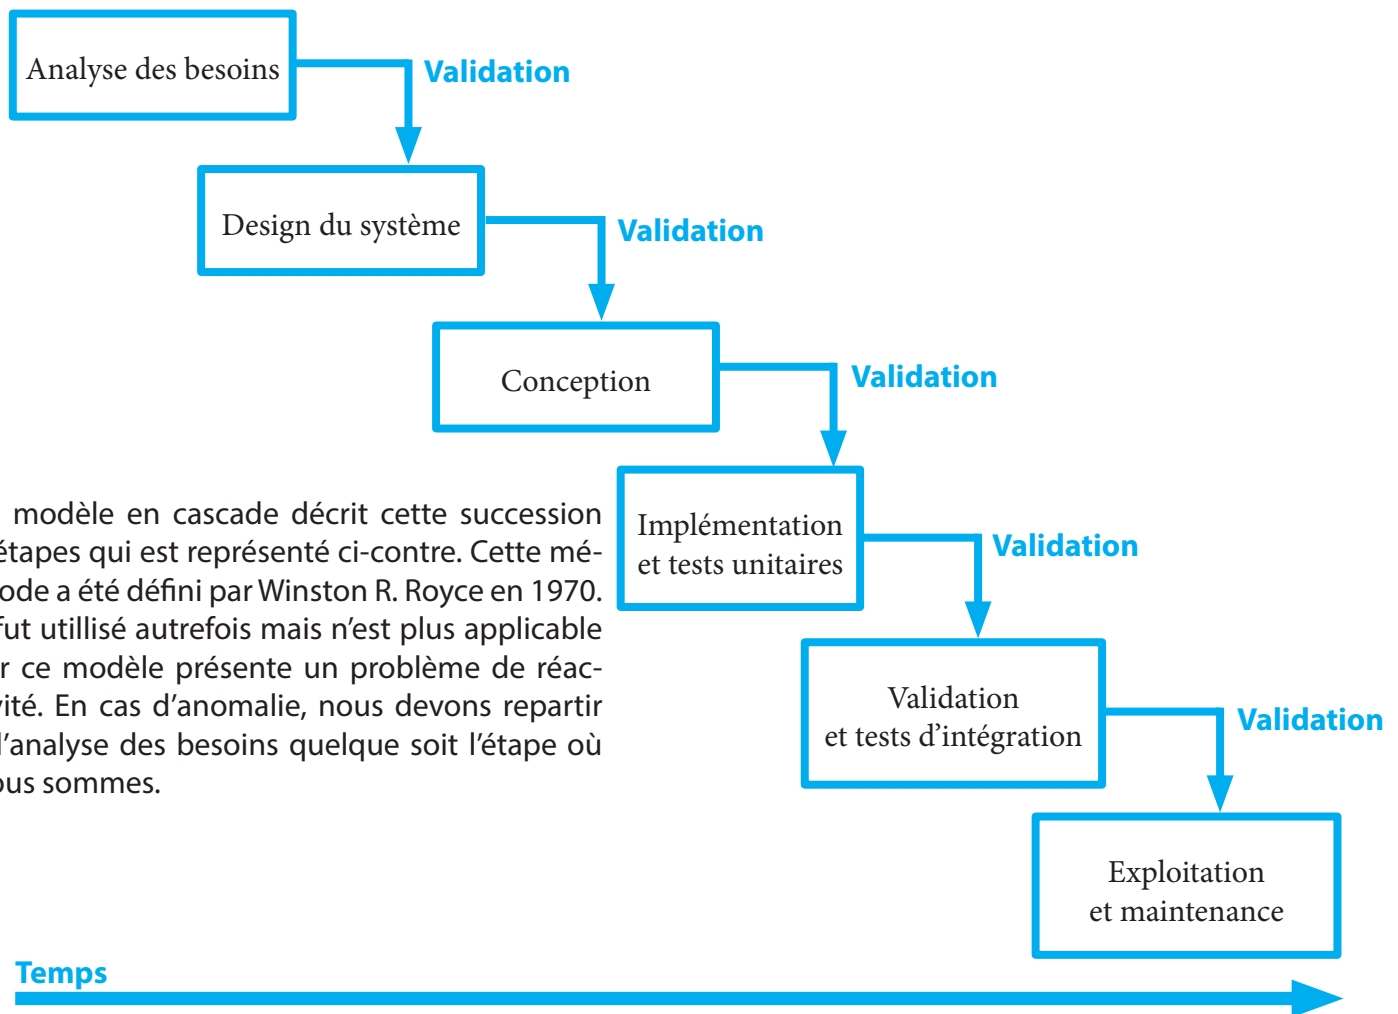 Analyse des besoins
Validation
Design du système
Validation
Conception
Validation
modèle en cascade décrit cette succession
étapes qui est représenté ci-contre. Cette mé-
ode a été défini par Winston R. Royce en 1970.
fut utillisé autrefois mais n'est plus applicable
r ce modèle présente un problème de réac-
vité. En cas d'anomalie, nous devons repartir
l'analyse des besoins quelque soit l'étape où
ous sommes.
Implémentation
et tests unitaires
Validation
Validation
et tests d'intégration
Validation
Exploitation
et maintenance
Temps